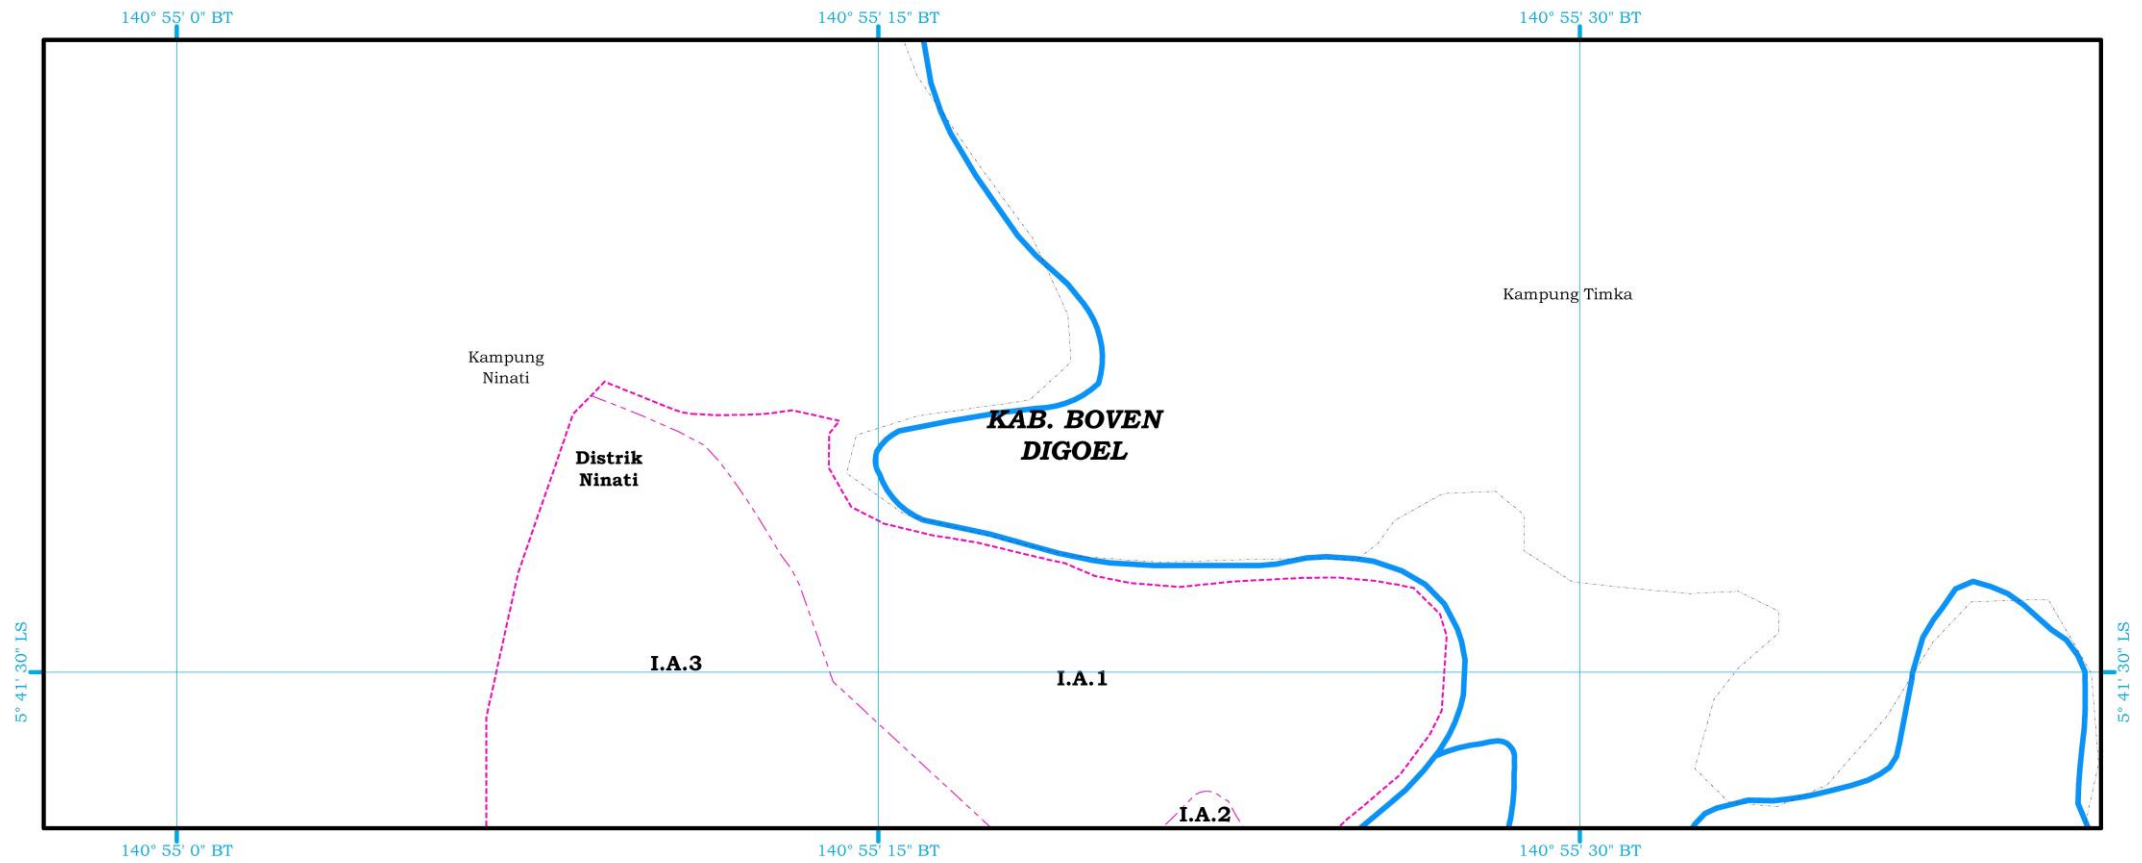 140° 55' 0" BT
140° 55' 15" BT
140° 55' 30" BT
Kampung Timka
Kampung
Ninati
KAB. BOVEN
DIGOEL
Distrik
Ninati
5° 41' 30" LS
5° 41' 30" LS
I.A.3
I.A.1
I.A.2
140° 55' 0" BT
140° 55' 15" BT
140° 55' 30" BT